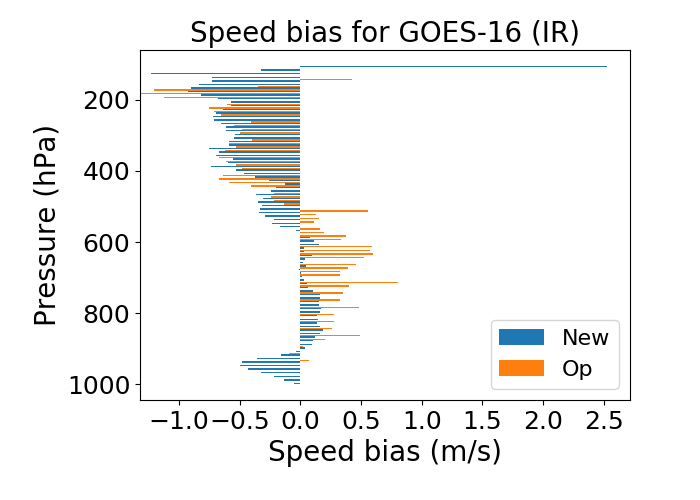 Speed bias for GOES-16 (IR)
Pressure (hPa)
200
400
600
800
1000
New
Op
−1.0 −0.5 0.0 0.5 1.0 1.5 2.0 2.5
Speed bias (m/s)